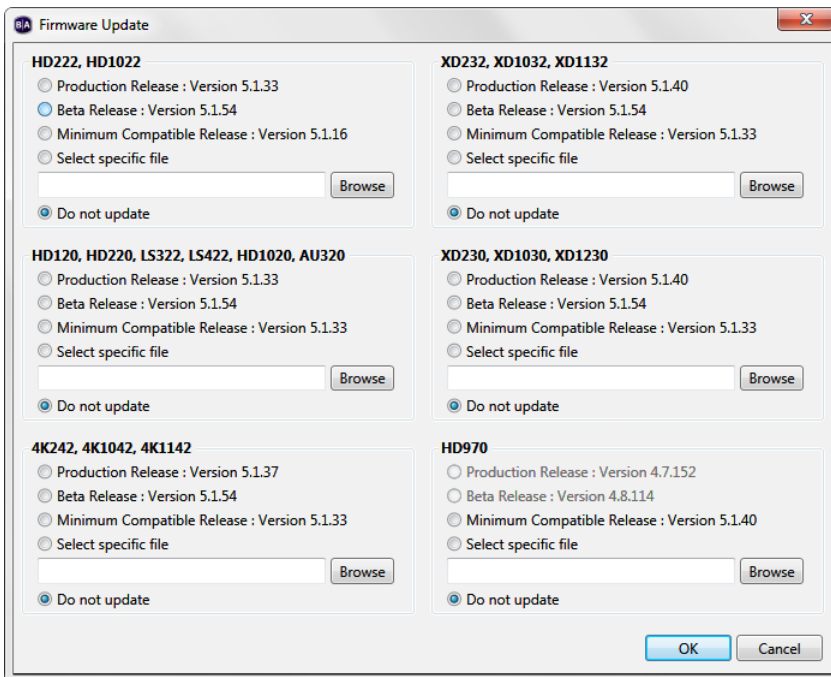 B|A Firmware Update
HD222, HD1022
Production Release : Version 5.1.33
Beta Release : Version 5.1.54
Minimum Compatible Release : Version 5.1.16
Select specific file
Browse
Do not update
XD232, XD1032, XD1132
Production Release : Version 5.1.40
Beta Release : Version 5.1.54
Minimum Compatible Release : Version 5.1.33
Select specific file
Browse
Do not update
HD120, HD220, LS322, LS422, HD1020, AU320
Production Release : Version 5.1.33
Beta Release : Version 5.1.54
Minimum Compatible Release : Version 5.1.33
Select specific file
Browse
Do not update
XD230, XD1030, XD1230
Production Release : Version 5.1.40
Beta Release : Version 5.1.54
Minimum Compatible Release : Version 5.1.33
Select specific file
Browse
Do not update
4K242, 4K1042, 4K1142
Production Release : Version 5.1.37
Beta Release : Version 5.1.54
Minimum Compatible Release : Version 5.1.33
Select specific file
Browse
Do not update
HD970
Production Release : Version 4.7.152
Beta Release : Version 4.8.114
Minimum Compatible Release : Version 5.1.40
Select specific file
Browse
Do not update
OK Cancel